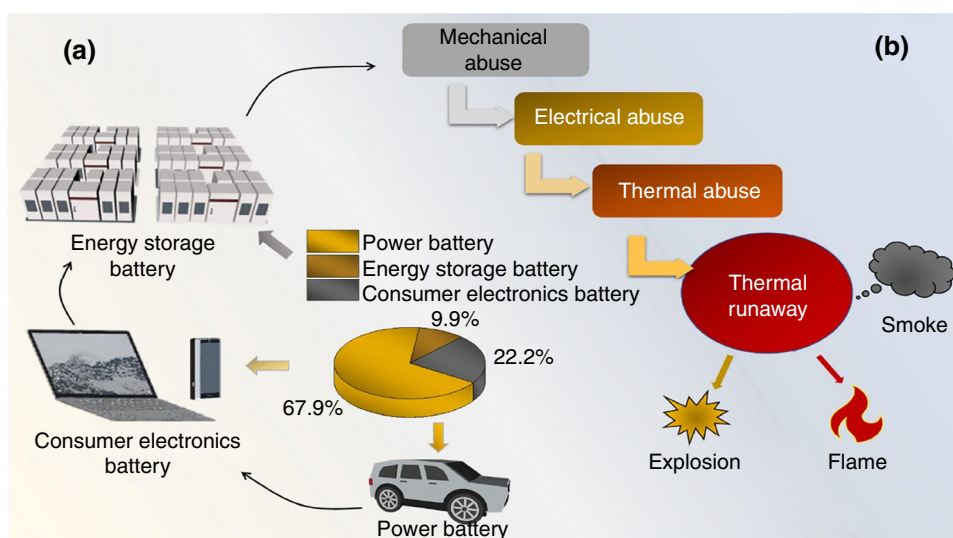 (a)
Mechanical
abuse
(b)
Electrical abuse
Thermal abuse
Energy storage
battery
Power battery
Energy storage battery
Consumer electronics battery
Thermal
runaway
Smoke
9.9%
22.2%
67.9%
Consumer electronics
battery
Explosion
Flame
Power battery